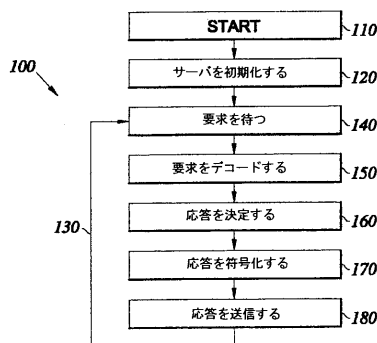 START
110
100
サーバを初期化する
120
要求を待つ
140
要求をデコードする
150
130
応答を決定する
160
応答を符号化する
170
応答を送信する
180